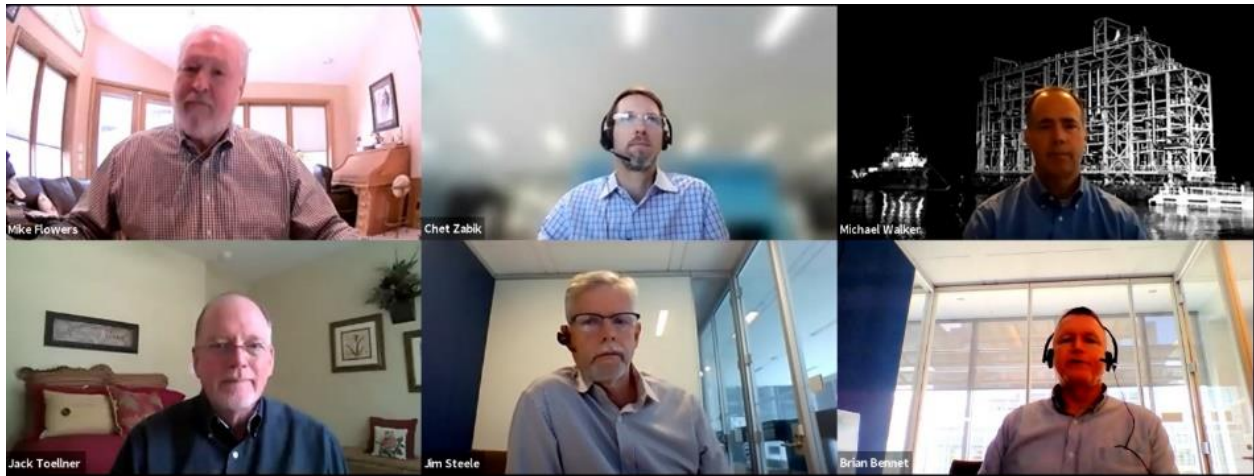 Mike Flowers
Chet Zabik
Michael Walker
Jack Toellner
Jim Steele
Brian Bennet